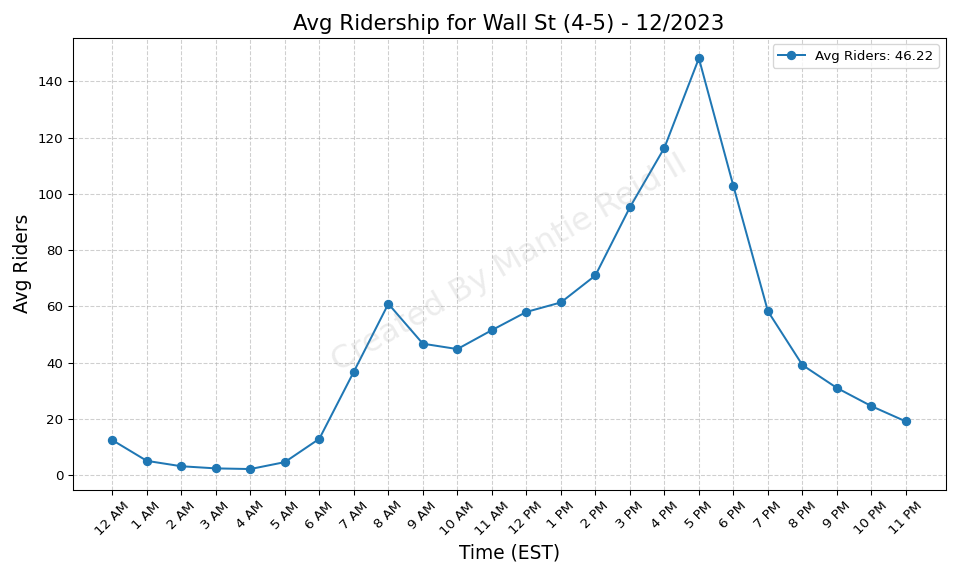 Avg Ridership for Wall St (4-5) - 12/2023
Avg Riders: 46.22
140
120
100
80
60
40
20
0
Avg Riders
Created By Mantie Reid II
12 AM
1 AM
2 AM
3 AM
4 AM
5 AM
6 AM
7 AM
8 AM
9 AM
10 AM
11 AM
12 PM
1 PM
2 PM
3 PM
4 PM
5 PM
6 PM
7 PM
8 PM
9 PM
10 PM
11 PM
Time (EST)